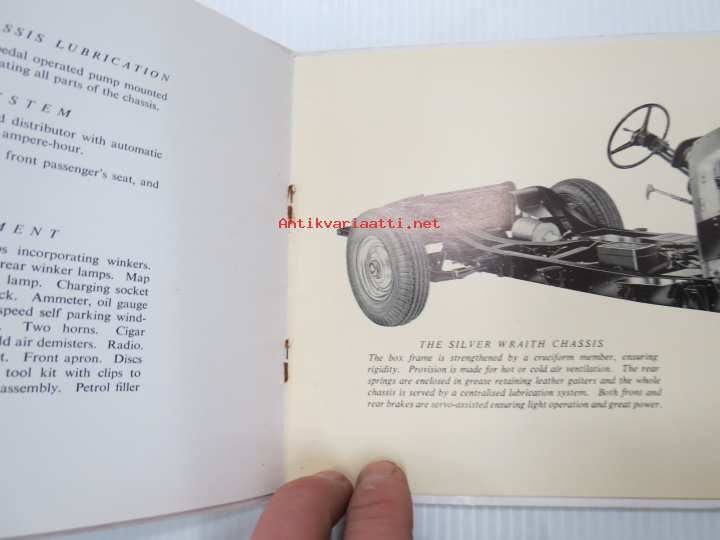 SSIS LUBRICATION
pedal operated pump mounted
ating all parts of the chassis.
STEM
d distributor with automatic
ampere-hour.
front passenger's seat, and
MENT
os incorporating winkers.
rear winker lamps. Map
lamp. Charging socket
ck. Ammeter, oil gauge
speed self parking wind-
. Two horns. Cigar
ld air demisters. Radio.
t. Front apron. Discs
tool kit with clips to
assembly. Petrol filler
Antikvariaatti.net
THE SILVER WRAITH CHASSIS
The box frame is strengthened by a cruciform member, ensuring
rigidity. Provision is made for hot or cold air ventilation. The rear
springs are enclosed in grease retaining leather gaiters and the whole
chassis is served by a centralised lubrication system. Both front and
rear brakes are servo-assisted ensuring light operation and great power.